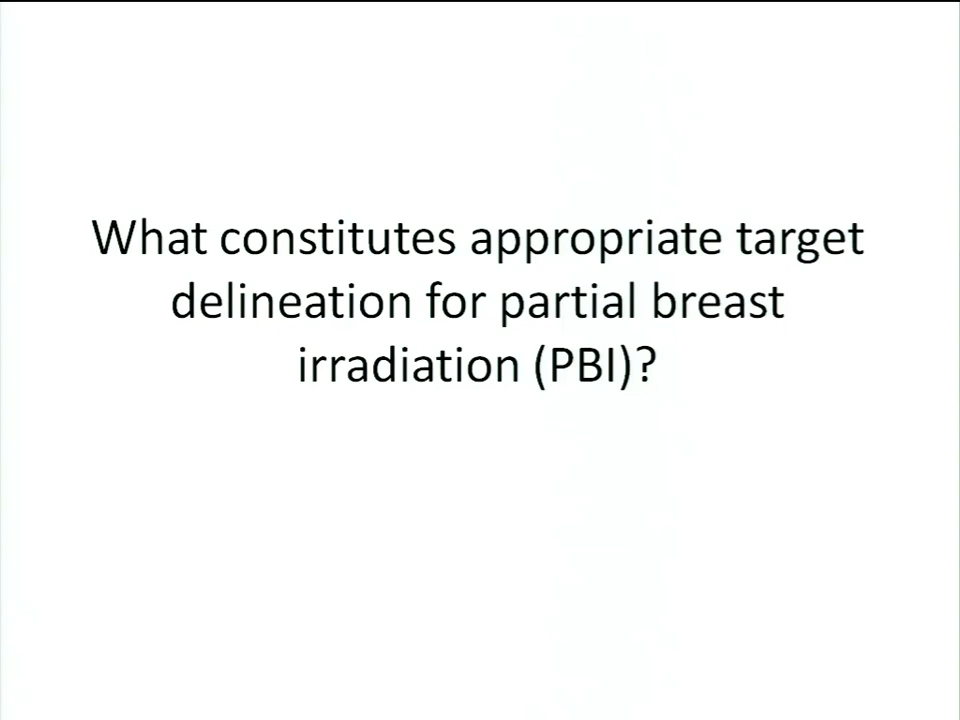 What constitutes appropriate target
delineation for partial breast
irradiation (PBI)?